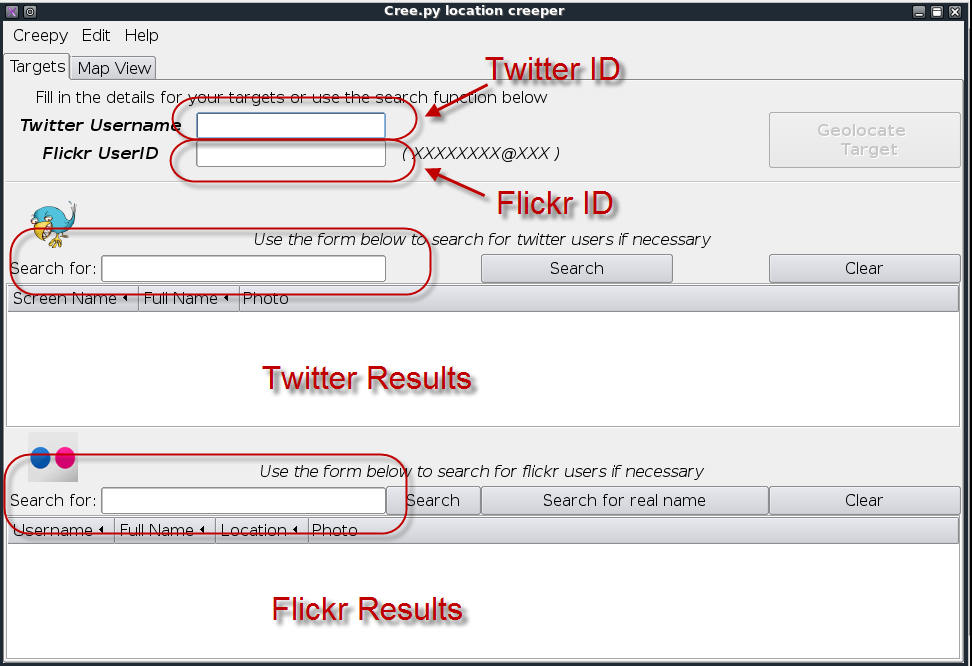 Cree.py location creeper
Creepy Edit Help
Targets Map View
Twitter ID
Fill in the details for your targets or use the search function below
Twitter Username
Geolocate
Target
Flickr UserID ( XXXXXXXX@XXX )
Flickr ID
Use the form below to search for twitter users if necessary
Search for: Search Clear
Screen Name Full Name Photo
Twitter Results
Use the form below to search for flickr users if necessary
Search for: Search Search for real name Clear
Username Full Name Location Photo
Flickr Results